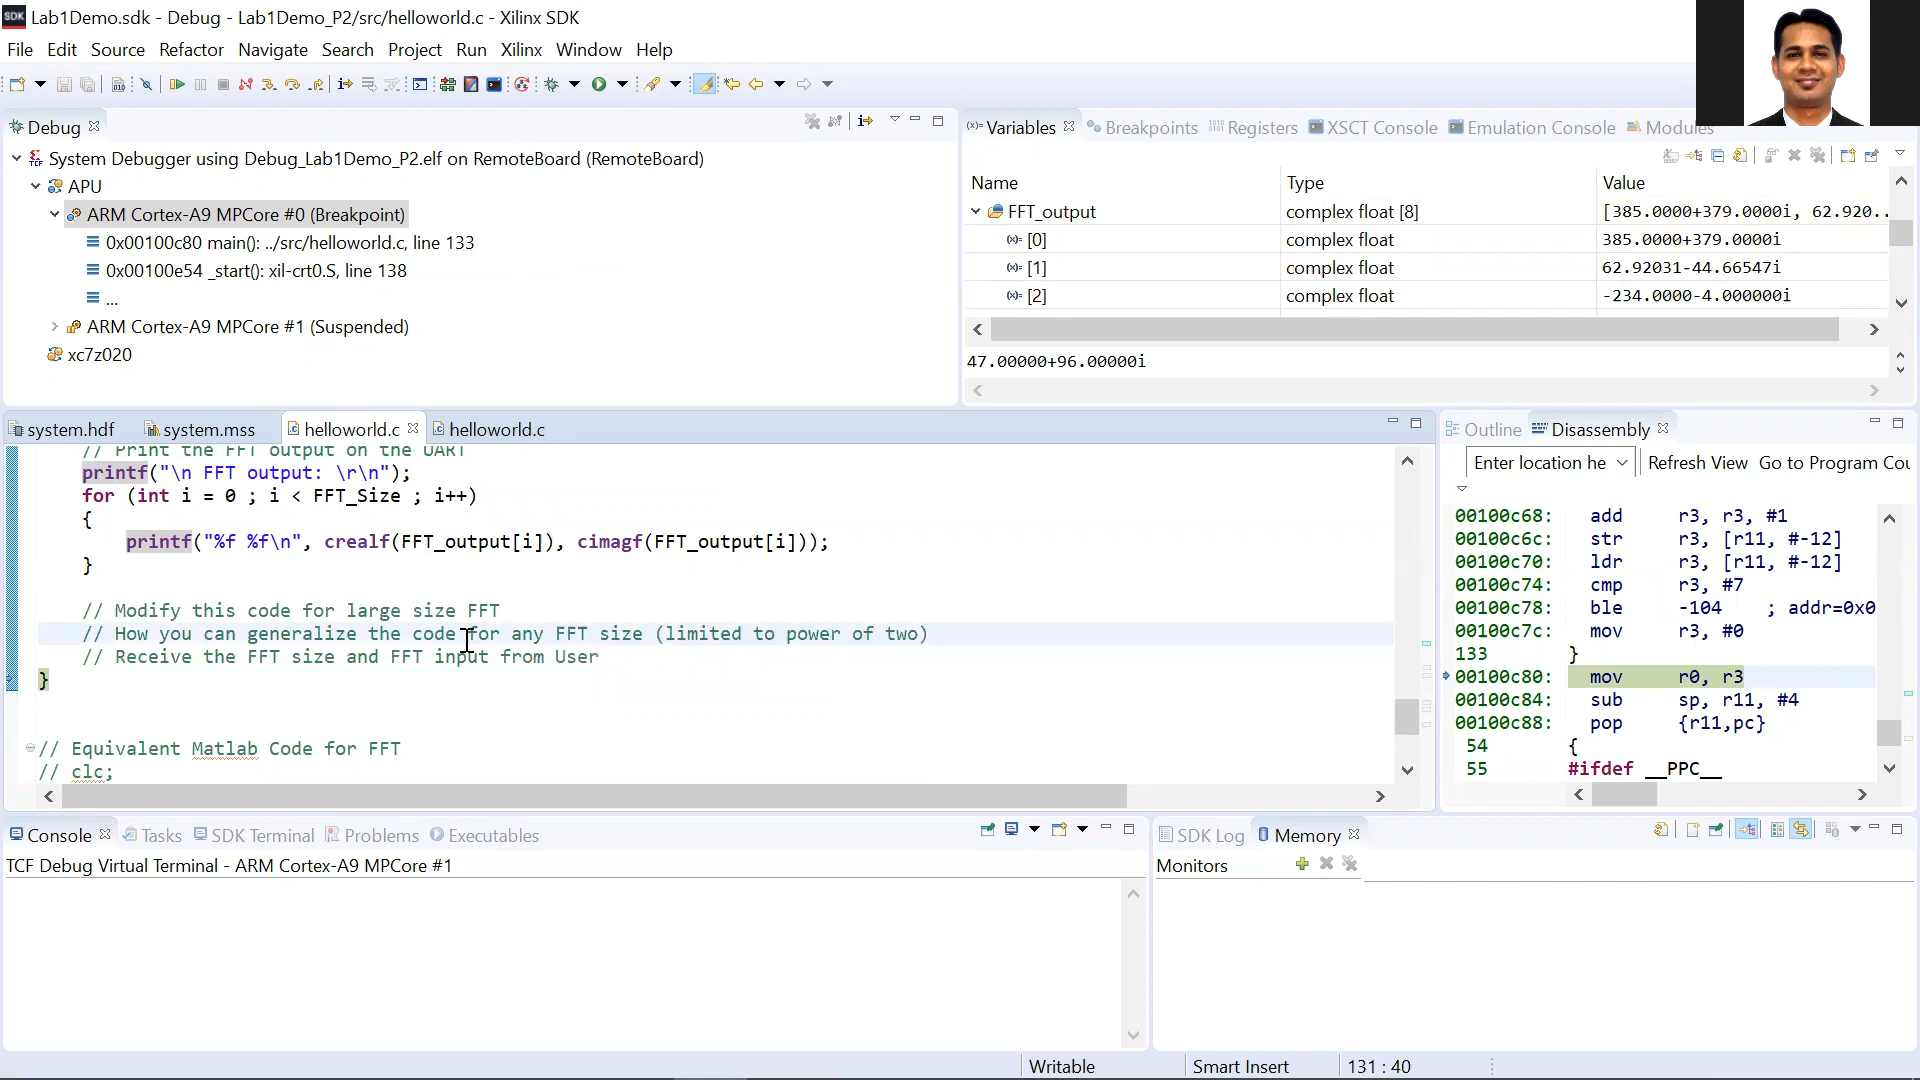 Lab1Demo.sdk - Debug - Lab1Demo_P2/src/helloworld.c - Xilinx SDK
File Edit Source Refactor Navigate Search Project Run Xilinx Window Help
Debug
System Debugger using Debug_Lab1Demo_P2.elf on RemoteBoard (RemoteBoard)
APU
ARM Cortex-A9 MPCore #0 (Breakpoint)
0x00100c80 main(): ../src/helloworld.c, line 133
0x00100e54 _start(): xil-crt0.S, line 138
...
ARM Cortex-A9 MPCore #1 (Suspended)
xc7z020
(x)= Variables Breakpoints Registers XSCT Console Emulation Console Modules
Name Type Value
FFT_output complex float [8] [385.0000+379.0000i, 62.920..
(x)= [0] complex float 385.0000+379.0000i
(x)= [1] complex float 62.92031-44.66547i
(x)= [2] complex float -234.0000-4.000000i
47.00000+96.00000i
system.hdf system.mss helloworld.c helloworld.c
// Print the FFT output on the UART
printf("\n FFT output: \r\n");
for (int i = 0 ; i < FFT_Size ; i++)
{
printf("%f %f\n", crealf(FFT_output[i]), cimagf(FFT_output[i]));
}
// Modify this code for large size FFT
// How you can generalize the code for any FFT size (limited to power of two)
// Receive the FFT size and FFT input from User
}
// Equivalent Matlab Code for FFT
// clc;
Outline Disassembly
Enter location he Refresh View Go to Program Cou
00100c68: add r3, r3, #1
00100c6c: str r3, [r11, #-12]
00100c70: ldr r3, [r11, #-12]
00100c74: cmp r3, #7
00100c78: ble -104 ; addr=0x0
00100c7c: mov r3, #0
133 }
00100c80: mov r0, r3
00100c84: sub sp, r11, #4
00100c88: pop {r11,pc}
54 {
55 #ifdef __PPC__
Console Tasks SDK Terminal Problems Executables
TCF Debug Virtual Terminal - ARM Cortex-A9 MPCore #1
SDK Log Memory
Monitors
Writable Smart Insert 131 : 40